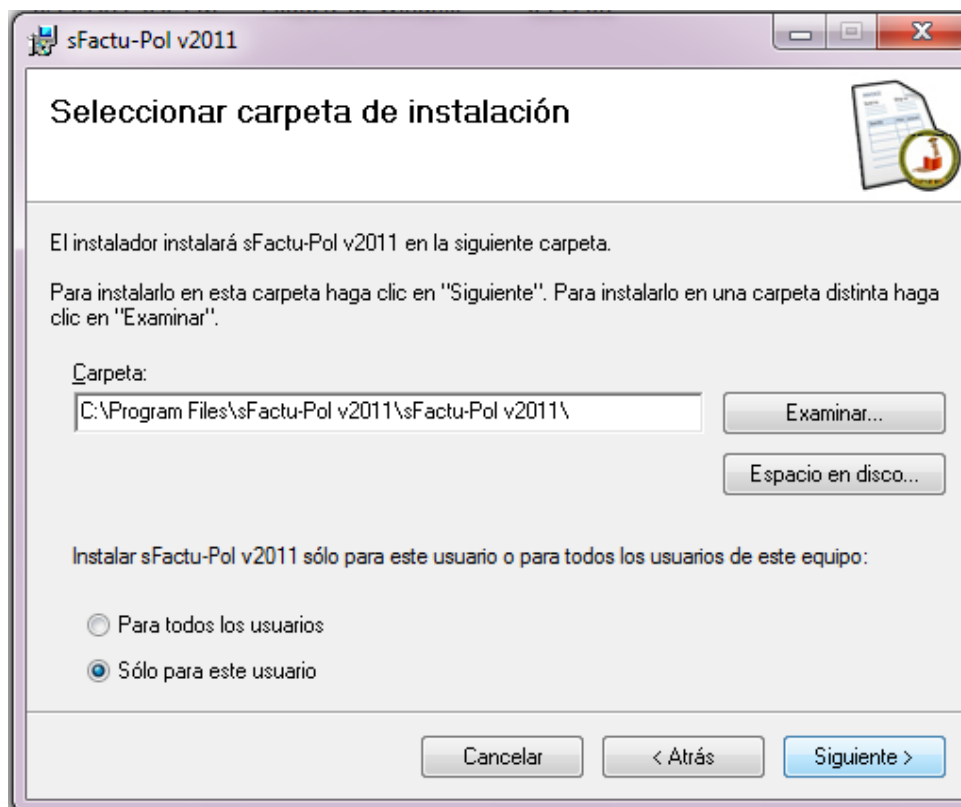 sFactu-Pol v2011
Seleccionar carpeta de instalación
El instalador instalará sFactu-Pol v2011 en la siguiente carpeta.
Para instalarlo en esta carpeta haga clic en "Siguiente". Para instalarlo en una carpeta distinta haga
clic en "Examinar".
Carpeta:
C:\Program Files\sFactu-Pol v2011\sFactu-Pol v2011\
Examinar...
Espacio en disco...
Instalar sFactu-Pol v2011 sólo para este usuario o para todos los usuarios de este equipo:
Para todos los usuarios
Sólo para este usuario
Cancelar
< Atrás
Siguiente >